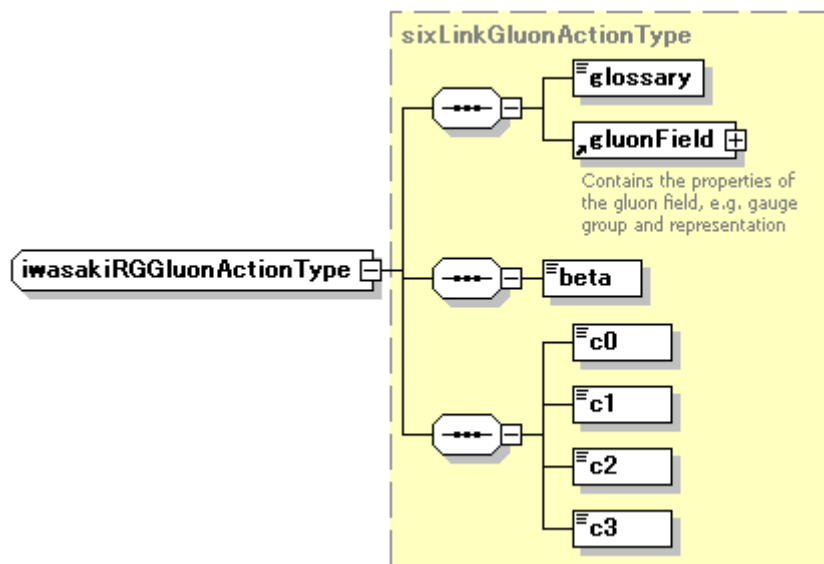 sixLinkGluonActionType
glossary
gluonField
Contains the properties of
the gluon field, e.g. gauge
group and representation
iwasakiRGGluonActionType
beta
c0
c1
c2
c3